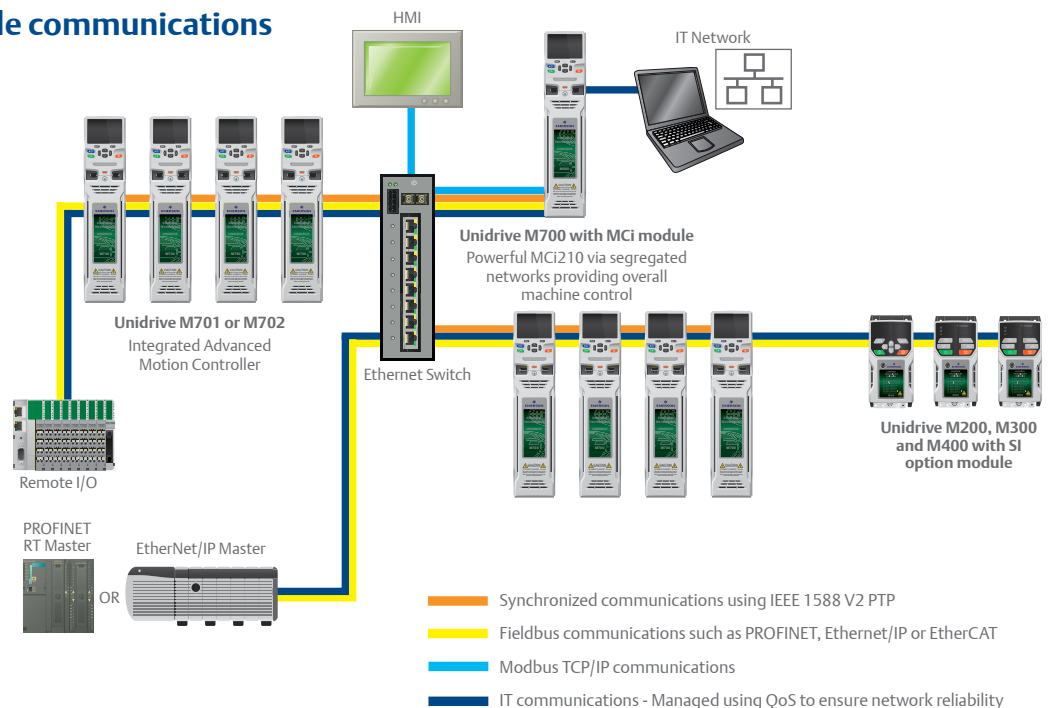 le communications
HMI
IT Network
Unidrive M700 with MCi module
Powerful MCi210 via segregated
networks providing overall
machine control
Unidrive M701 or M702
Integrated Advanced
Motion Controller
Ethernet Switch
Unidrive M200, M300
and M400 with SI
option module
Remote I/O
PROFINET
RT Master
OR
EtherNet/IP Master
Synchronized communications using IEEE 1588 V2 PTP
Fieldbus communications such as PROFINET, Ethernet/IP or EtherCAT
Modbus TCP/IP communications
IT communications - Managed using QoS to ensure network reliability